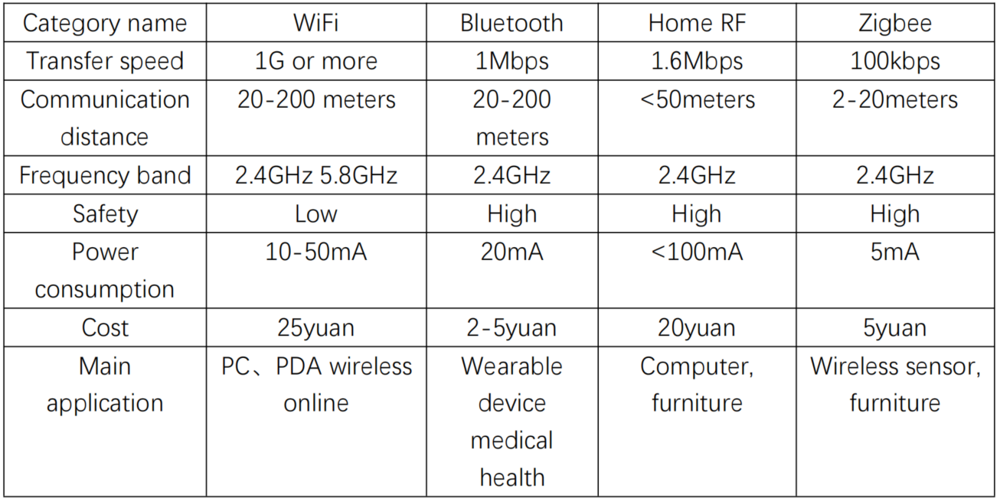 Category name WiFi Bluetooth Home RF Zigbee
Transfer speed 1G or more 1Mbps 1.6Mbps 100kbps
Communication 20-200 meters 20-200 <50meters 2-20meters
distance meters
Frequency band 2.4GHz 5.8GHz 2.4GHz 2.4GHz 2.4GHz
Safety Low High High High
Power 10-50mA 20mA <100mA 5mA
consumption
Cost 25yuan 2-5yuan 20yuan 5yuan
Main PC、PDA wireless Wearable Computer, Wireless sensor,
application online device furniture furniture
medical
health